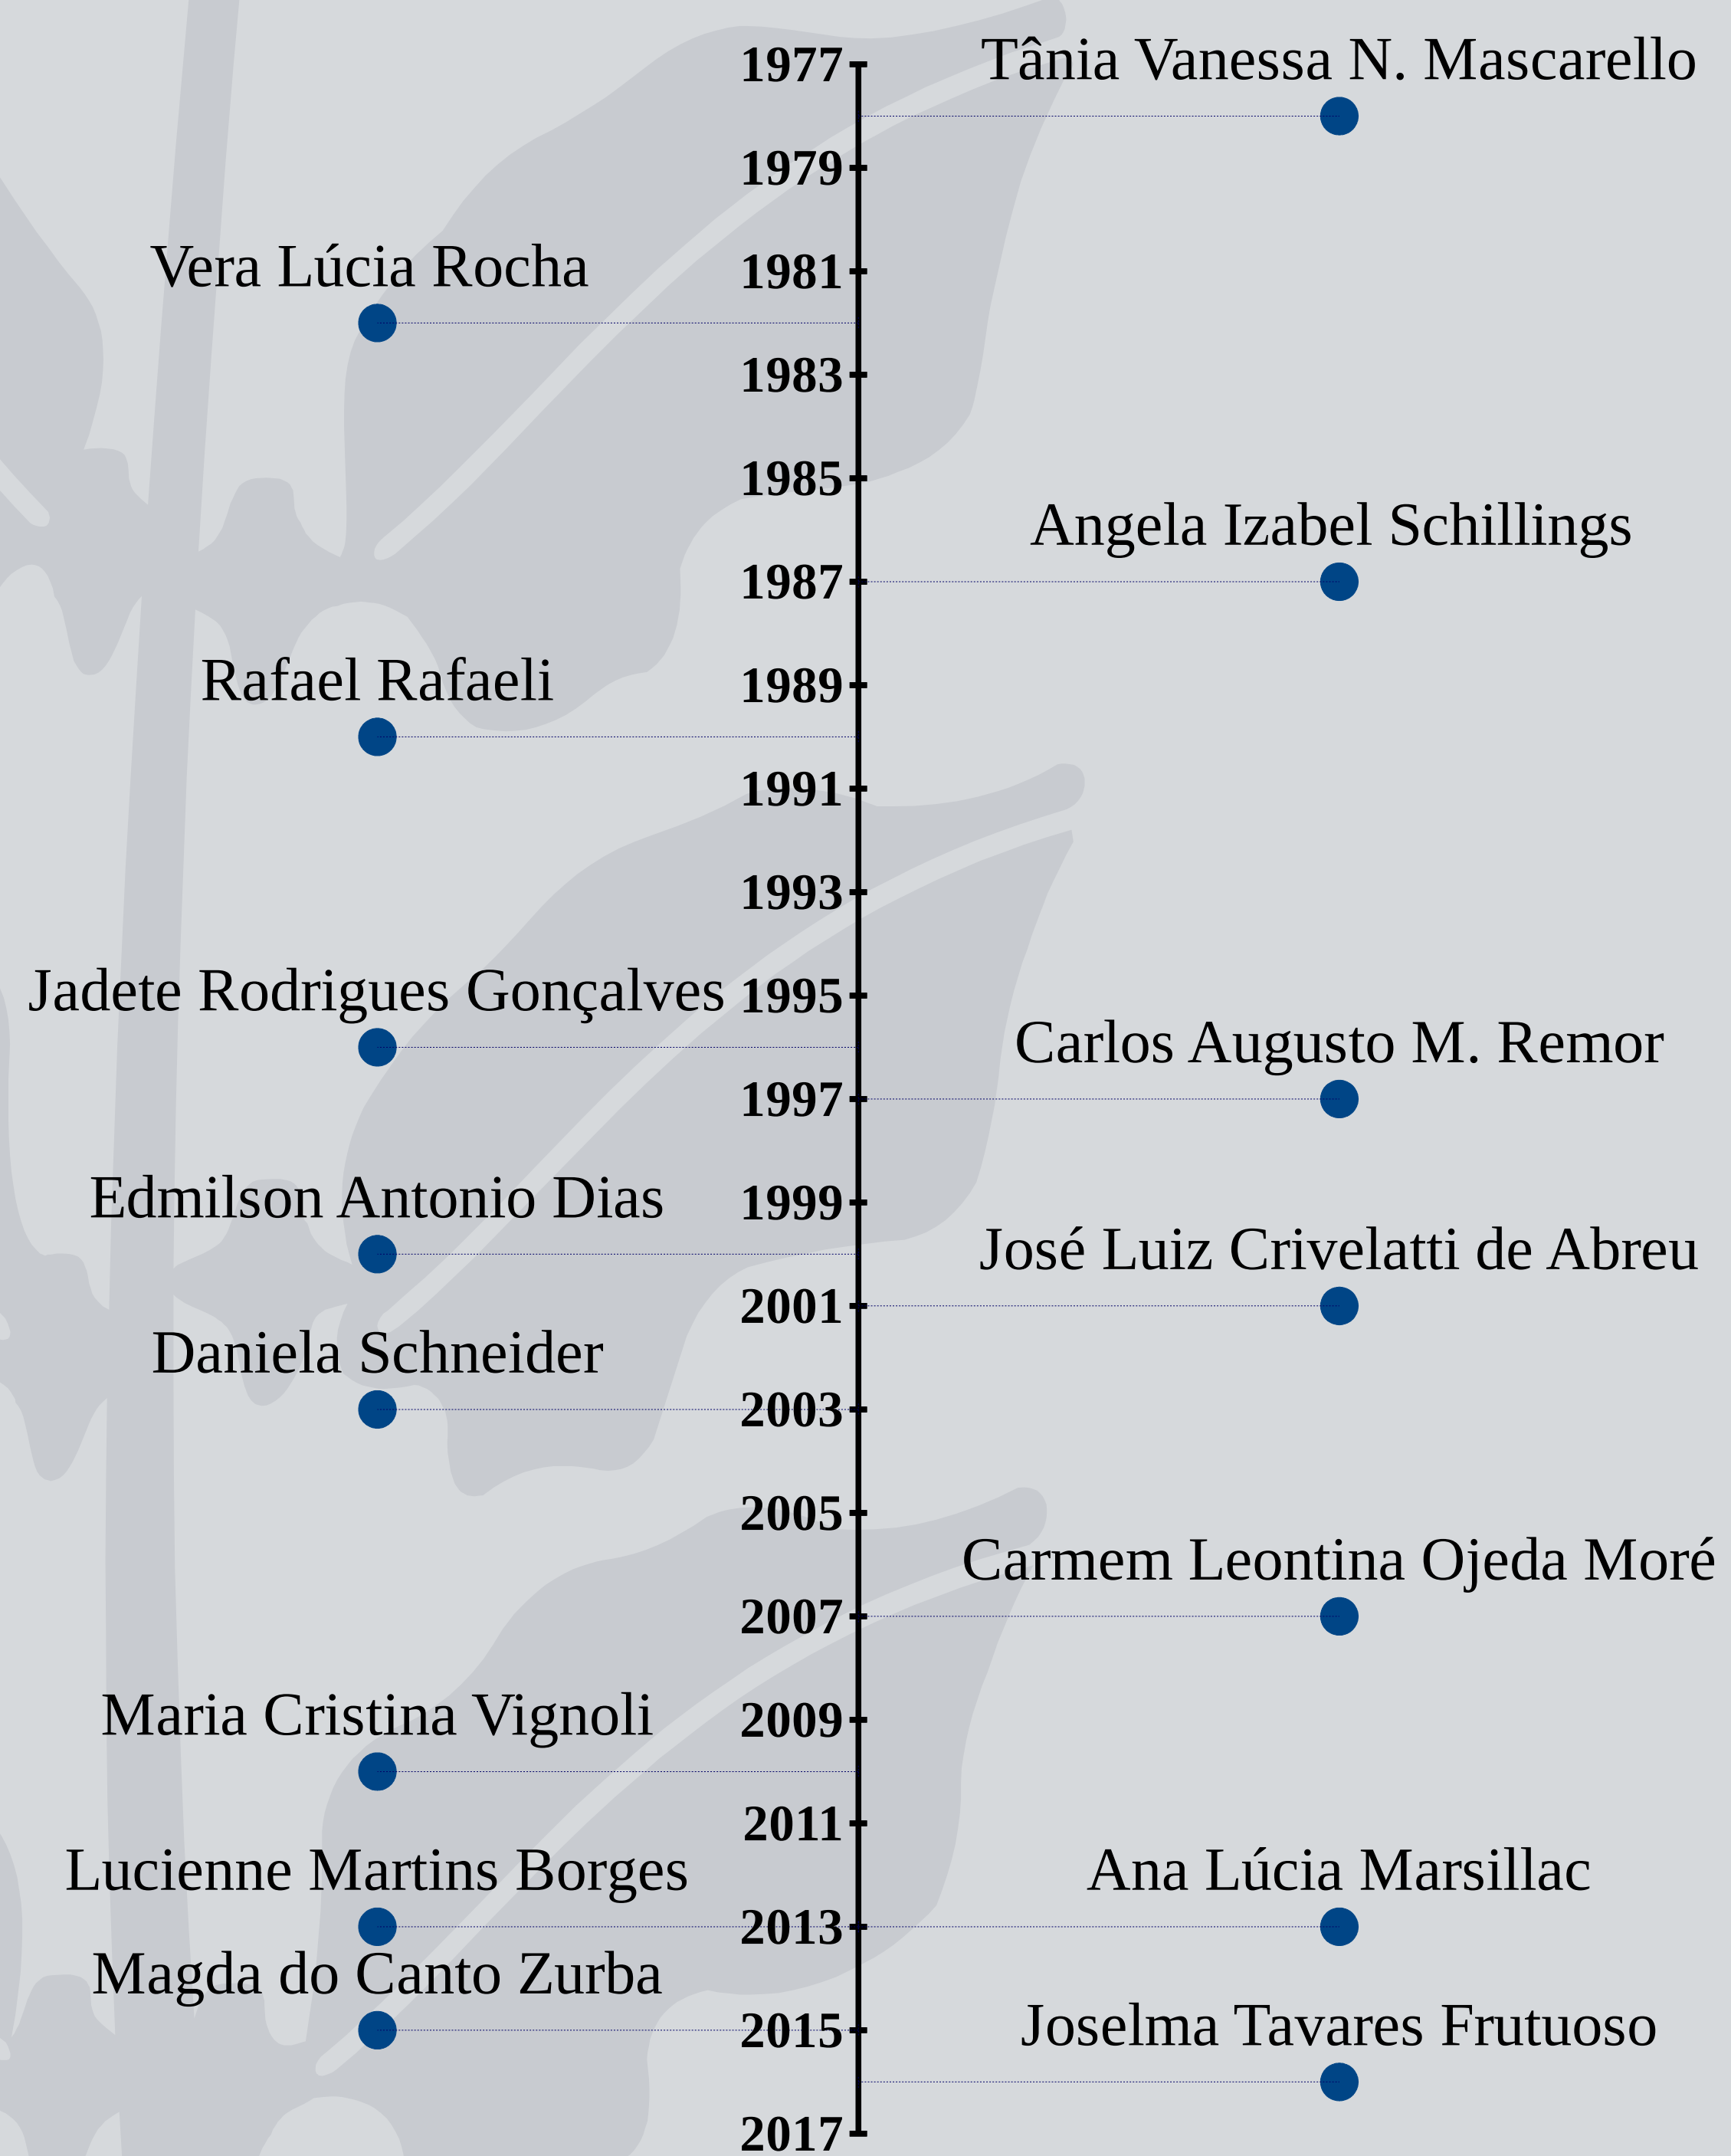 1977
Tânia Vanessa N. Mascarello
1979
Vera Lúcia Rocha
1981
1983
1985
Angela Izabel Schillings
1987
Rafael Rafaeli
1989
1991
1993
Jadete Rodrigues Gonçalves
1995
Carlos Augusto M. Remor
1997
Edmilson Antonio Dias
1999
José Luiz Crivelatti de Abreu
2001
Daniela Schneider
2003
2005
Carmem Leontina Ojeda Moré
2007
Maria Cristina Vignoli
2009
2011
Lucienne Martins Borges
Ana Lúcia Marsillac
2013
Magda do Canto Zurba
2015
Joselma Tavares Frutuoso
2017